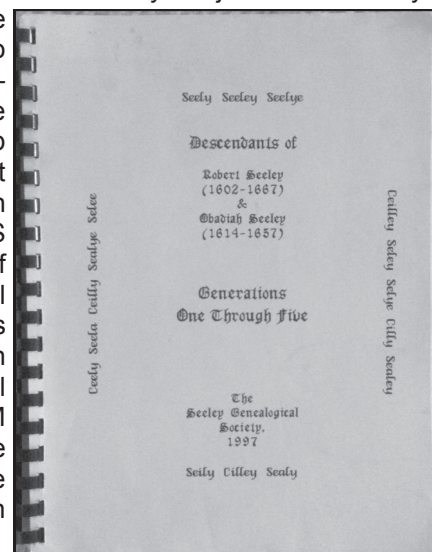 Seely Seeley Seelye
Descendants of
Robert Seeley
(1602-1667)
&
Obadiah Seeley
(1614-1657)
Ceely Seela Ceilly Sealye Selee
Ceilley Seley Selye Cilly Sealey
Generations
One Through Five
The
Seeley Genealogical
Society,
1997
Seily Cilley Sealy